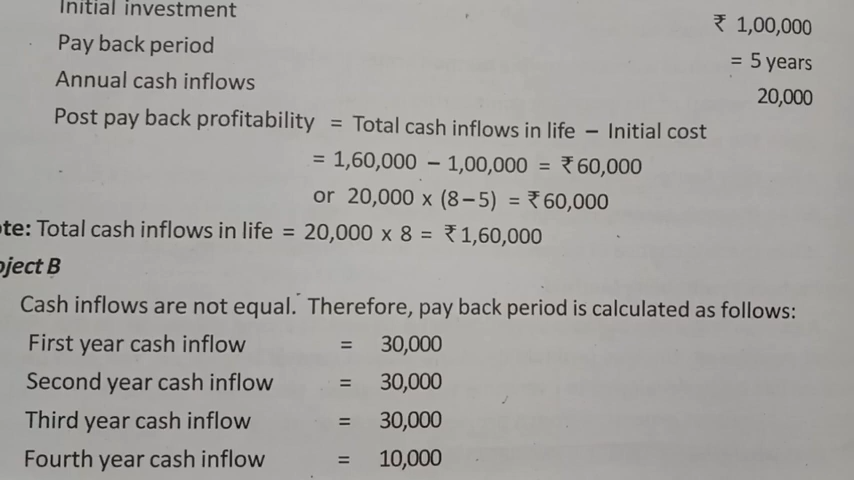 Initial investment ₹ 1,00,000
Pay back period = 5 years
Annual cash inflows 20,000
Post pay back profitability = Total cash inflows in life – Initial cost
= 1,60,000 – 1,00,000 = ₹ 60,000
or 20,000 x (8–5) = ₹ 60,000
te: Total cash inflows in life = 20,000 x 8 = ₹ 1,60,000
oject B
Cash inflows are not equal. Therefore, pay back period is calculated as follows:
First year cash inflow = 30,000
Second year cash inflow = 30,000
Third year cash inflow = 30,000
Fourth year cash inflow = 10,000